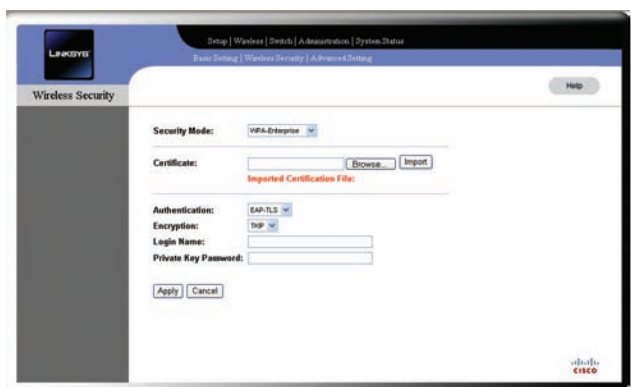 LINKSYS®
Setup | Wireless | Switch | Administration | System Status
Basic Setting | Wireless Security | Advanced Setting
Wireless Security
Help
Security Mode: WPA-Enterprise
Certificate: Browse... Import
Imported Certification File:
Authentication: EAP-TLS
Encryption: TKIP
Login Name:
Private Key Password:
Apply Cancel
CISCO